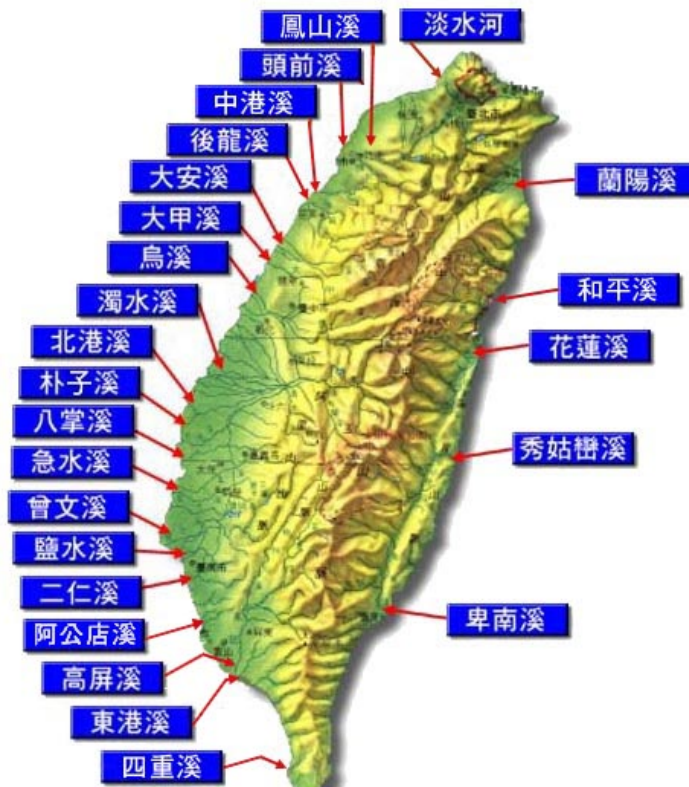 鳳山溪
淡水河
頭前溪
中港溪
後龍溪
大安溪
蘭陽溪
大甲溪
烏溪
濁水溪
和平溪
北港溪
花蓮溪
朴子溪
八掌溪
急水溪
秀姑巒溪
曾文溪
鹽水溪
二仁溪
阿公店溪
卑南溪
高屏溪
東港溪
四重溪